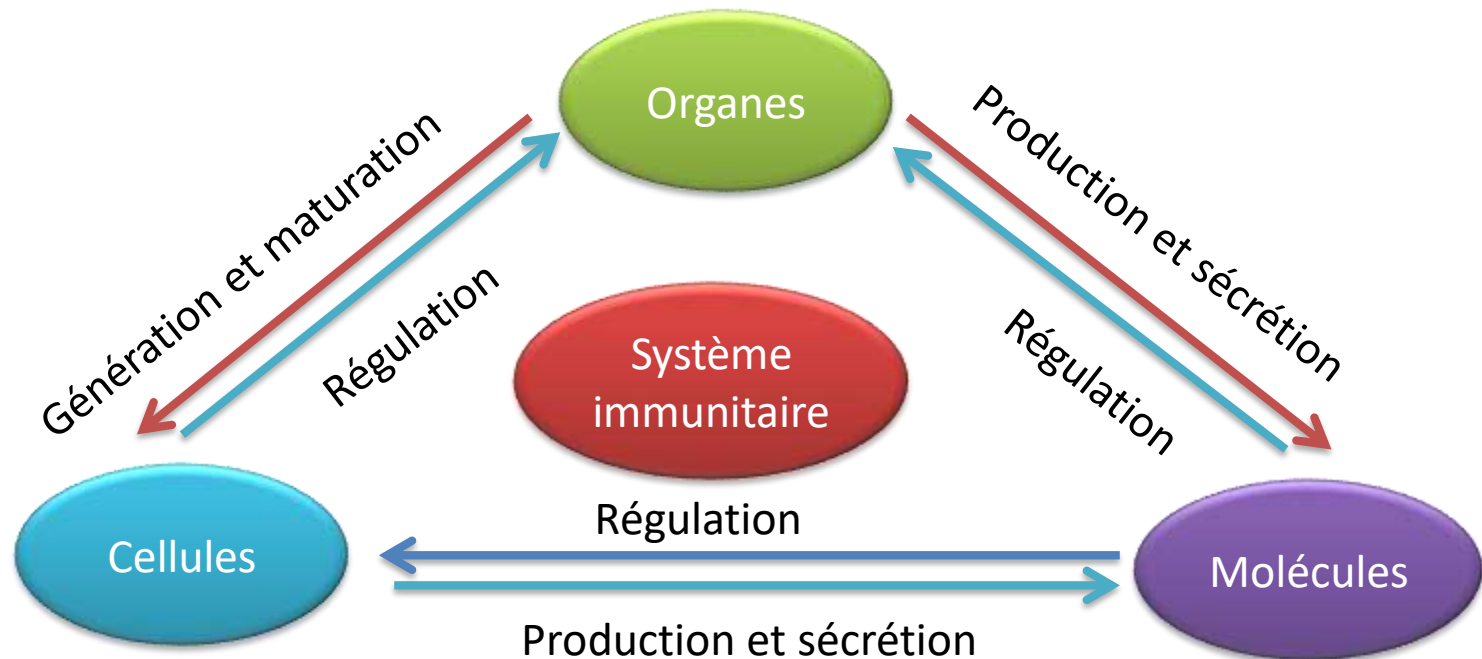 Organes
Production et sécrétion
Génération et maturation
Régulation
Régulation
Système
immunitaire
Régulation
Cellules
Molécules
Production et sécrétion